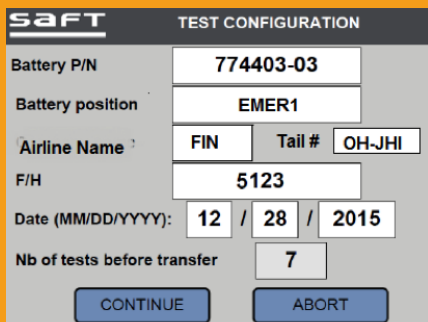 saft TEST CONFIGURATION
Battery P/N 774403-03
Battery position EMER1
Airline Name FIN Tail # OH-JHI
F/H 5123
Date (MM/DD/YYYY): 12 / 28 / 2015
Nb of tests before transfer 7
CONTINUE ABORT